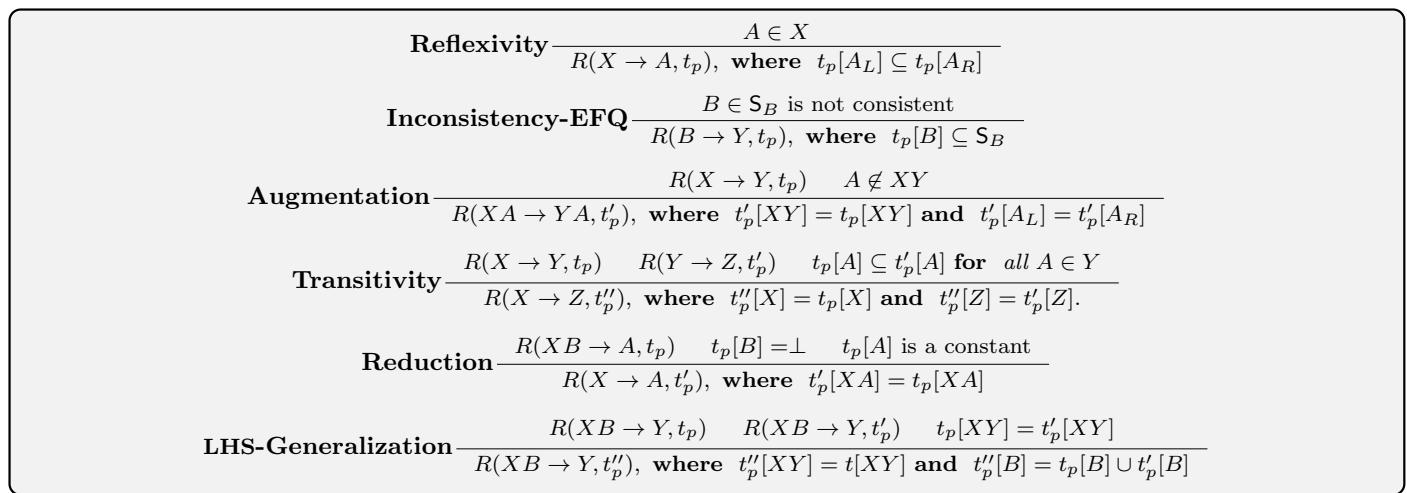 Reflexivity A ∈ X
R(X → A, t_p), where t_p[A_L] ⊆ t_p[A_R]
Inconsistency-EFQ B ∈ S_B is not consistent
R(B → Y, t_p), where t_p[B] ⊆ S_B
Augmentation R(X → Y, t_p) A ∉ XY
R(XA → YA, t'_p), where t'_p[XY] = t_p[XY] and t'_p[A_L] = t'_p[A_R]
Transitivity R(X → Y, t_p) R(Y → Z, t'_p) t_p[A] ⊆ t'_p[A] for all A ∈ Y
R(X → Z, t''_p), where t''_p[X] = t_p[X] and t''_p[Z] = t'_p[Z].
Reduction R(XB → A, t_p) t_p[B] =⊥ t_p[A] is a constant
R(X → A, t'_p), where t'_p[XA] = t_p[XA]
LHS-Generalization R(XB → Y, t_p) R(XB → Y, t'_p) t_p[XY] = t'_p[XY]
R(XB → Y, t''_p), where t''_p[XY] = t[XY] and t''_p[B] = t_p[B] ∪ t'_p[B]